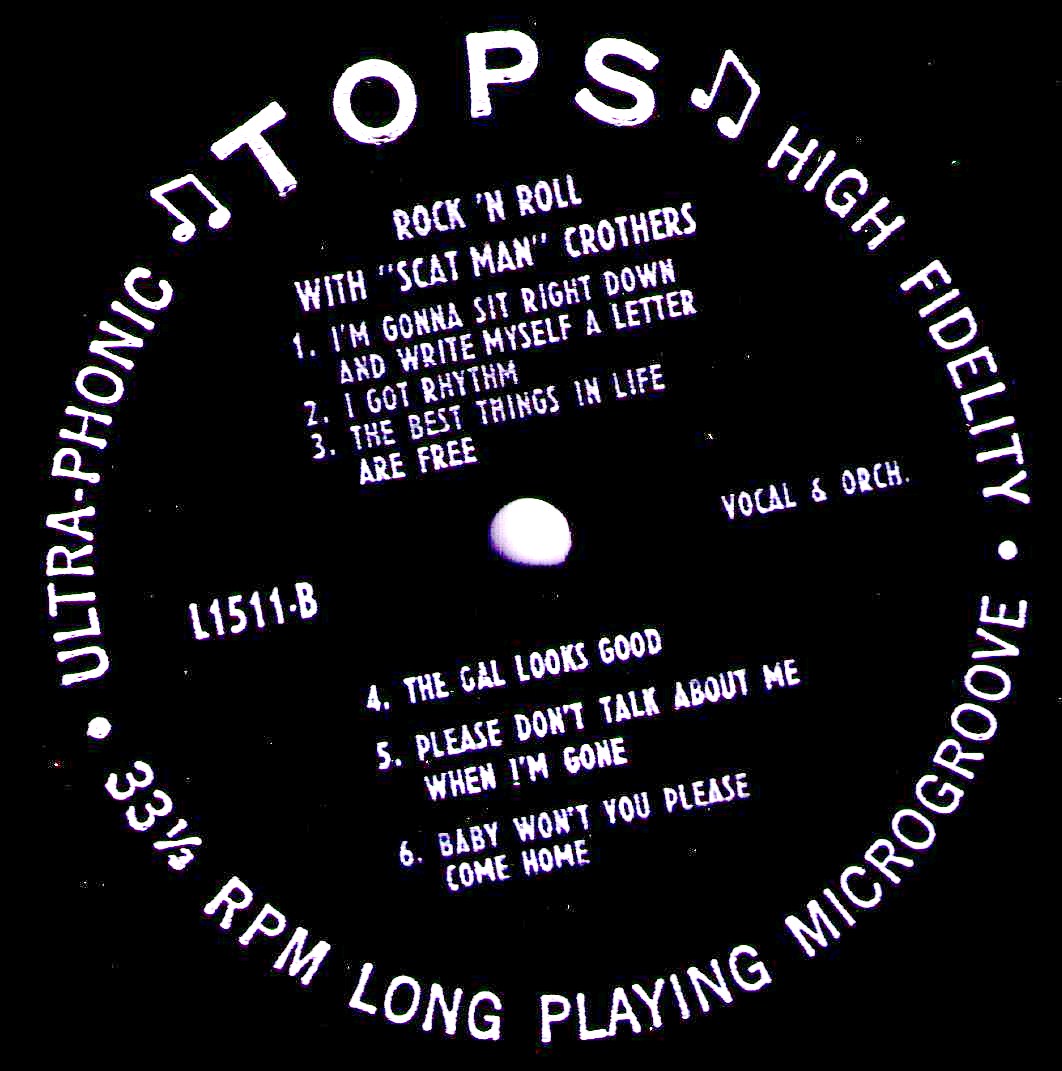 TOPS
ULTRA-PHONIC
HIGH FIDELITY
ROCK 'N ROLL
WITH "SCAT MAN" CROTHERS
1. I'M GONNA SIT RIGHT DOWN
AND WRITE MYSELF A LETTER
2. I GOT RHYTHM
3. THE BEST THINGS IN LIFE
ARE FREE
VOCAL & ORCH.
L1511-B
4. THE GAL LOOKS GOOD
5. PLEASE DON'T TALK ABOUT ME
WHEN I'M GONE
6. BABY WON'T YOU PLEASE
COME HOME
• 33⅓ RPM LONG PLAYING MICROGROOVE •